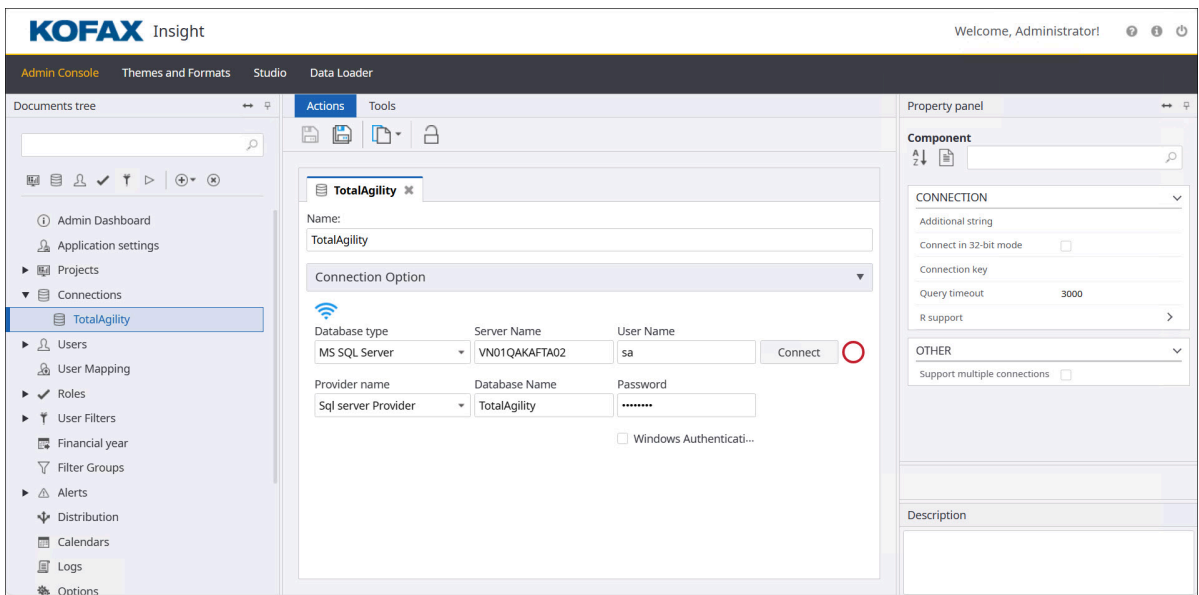 KOFAX Insight
Welcome, Administrator!
Admin Console Themes and Formats Studio Data Loader
Documents tree
Admin Dashboard
Application settings
Projects
Connections
TotalAgility
Users
User Mapping
Roles
User Filters
Financial year
Filter Groups
Alerts
Distribution
Calendars
Logs
Options
Actions Tools
TotalAgility
Name:
TotalAgility
Connection Option
Database type Server Name User Name
MS SQL Server VN01QAKAFTA02 sa Connect
Provider name Database Name Password
Sql server Provider TotalAgility ••••••••
Windows Authenticati...
Property panel
Component
CONNECTION
Additional string
Connect in 32-bit mode
Connection key
Query timeout 3000
R support
OTHER
Support multiple connections
Description